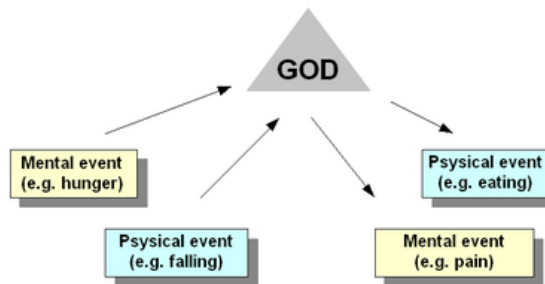 GOD
Mental event
(e.g. hunger)
Psysical event
(e.g. eating)
Psysical event
(e.g. falling)
Mental event
(e.g. pain)